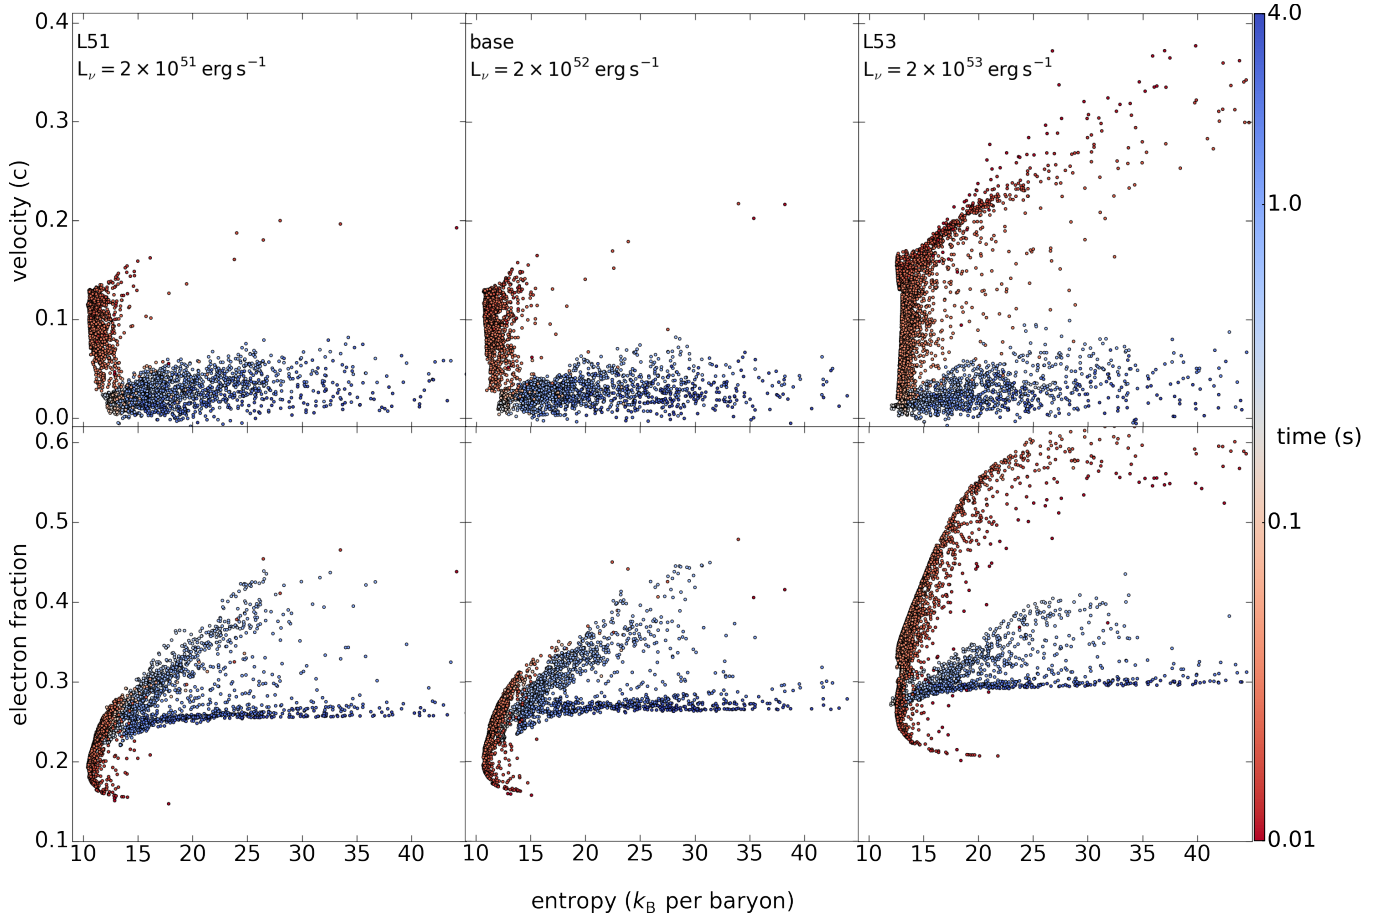 L51
L_ν = 2 × 10^51 erg s^−1
base
L_ν = 2 × 10^52 erg s^−1
L53
L_ν = 2 × 10^53 erg s^−1
velocity (c)
0.4
0.3
0.2
0.1
0.0
electron fraction
0.6
0.5
0.4
0.3
0.2
0.1
10 15 20 25 30 35 40
10 15 20 25 30 35 40
10 15 20 25 30 35 40
entropy (k_B per baryon)
4.0
1.0
time (s)
0.1
0.01